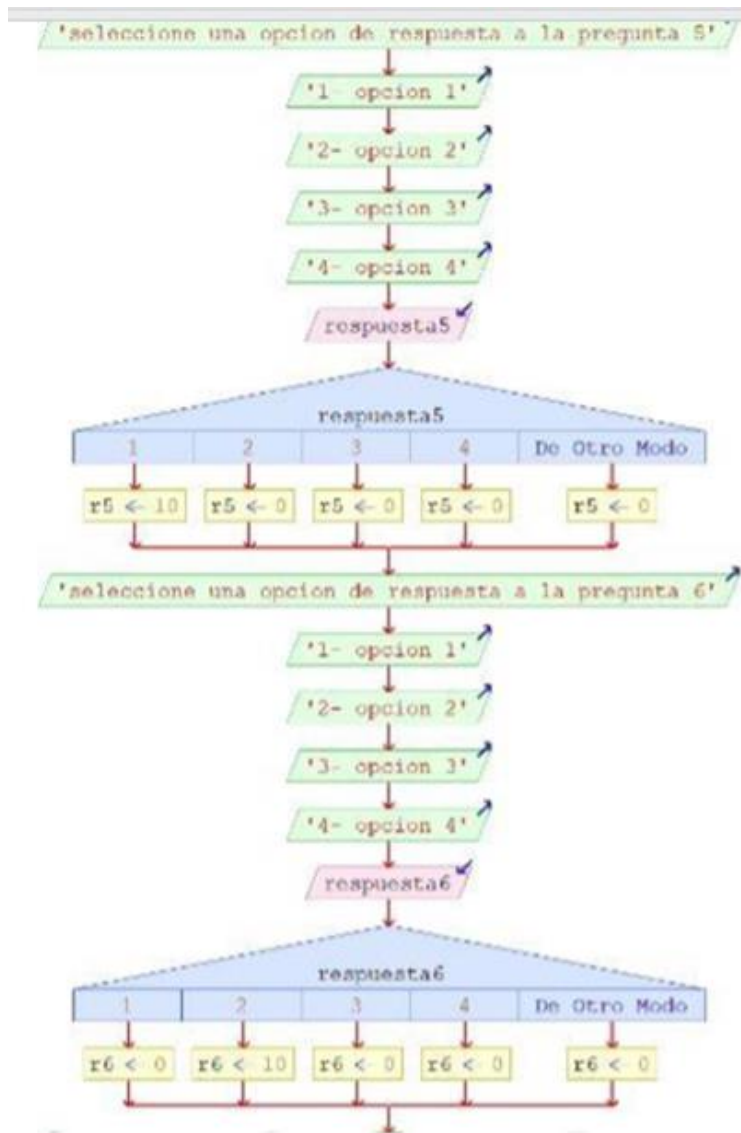 'seleccione una opcion de respuesta a la pregunta 5'
'1- opcion 1'
'2- opcion 2'
'3- opcion 3'
'4- opcion 4'
respuesta5
respuesta5
1 2 3 4 De Otro Modo
r5 <- 10 r5 <- 0 r5 <- 0 r5 <- 0 r5 <- 0
'seleccione una opcion de respuesta a la pregunta 6'
'1- opcion 1'
'2- opcion 2'
'3- opcion 3'
'4- opcion 4'
respuesta6
respuesta6
1 2 3 4 De Otro Modo
r6 <- 0 r6 <- 10 r6 <- 0 r6 <- 0 r6 <- 0